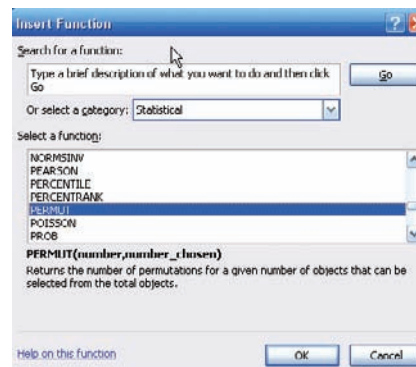 Insert Function
Search for a function:
Type a brief description of what you want to do and then click
Go
Go
Or select a category: Statistical
Select a function:
NORMSINV
PEARSON
PERCENTILE
PERCENTRANK
PERMUT
POISSON
PROB
PERMUT(number,number_chosen)
Returns the number of permutations for a given number of objects that can be
selected from the total objects.
Help on this function
OK
Cancel